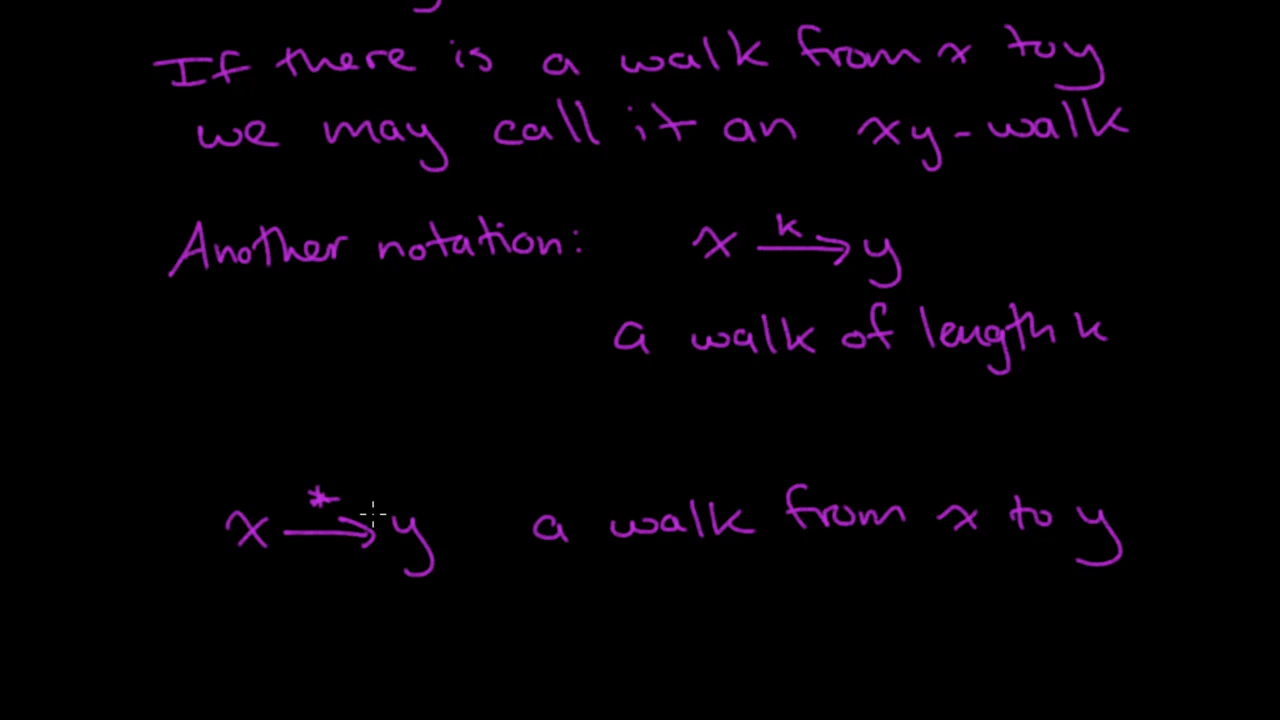 If there is a walk from x to y
we may call it an xy-walk
Another notation: x —k→ y
a walk of length k
x —*→ y a walk from x to y